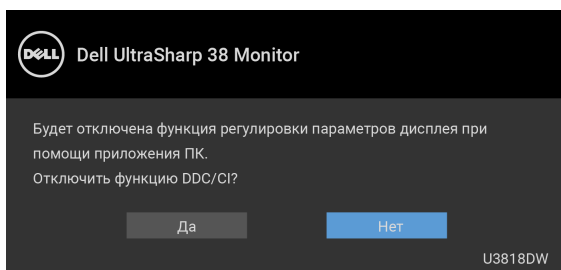 DELL Dell UltraSharp 38 Monitor
Будет отключена функция регулировки параметров дисплея при
помощи приложения ПК.
Отключить функцию DDC/CI?
Да Нет
U3818DW